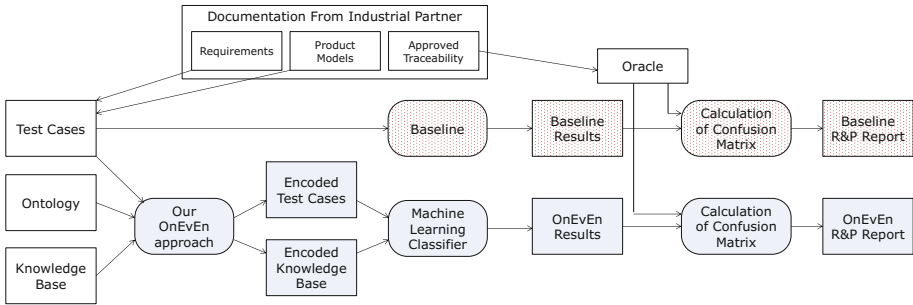 Documentation From Industrial Partner
Requirements
Product
Models
Approved
Traceability
Oracle
Test Cases
Baseline
Baseline
Results
Calculation
of Confusion
Matrix
Baseline
R&P Report
Ontology
Knowledge
Base
Our
OnEvEn
approach
Encoded
Test Cases
Encoded
Knowledge
Base
Machine
Learning
Classifier
OnEvEn
Results
Calculation
of Confusion
Matrix
OnEvEn
R&P Report